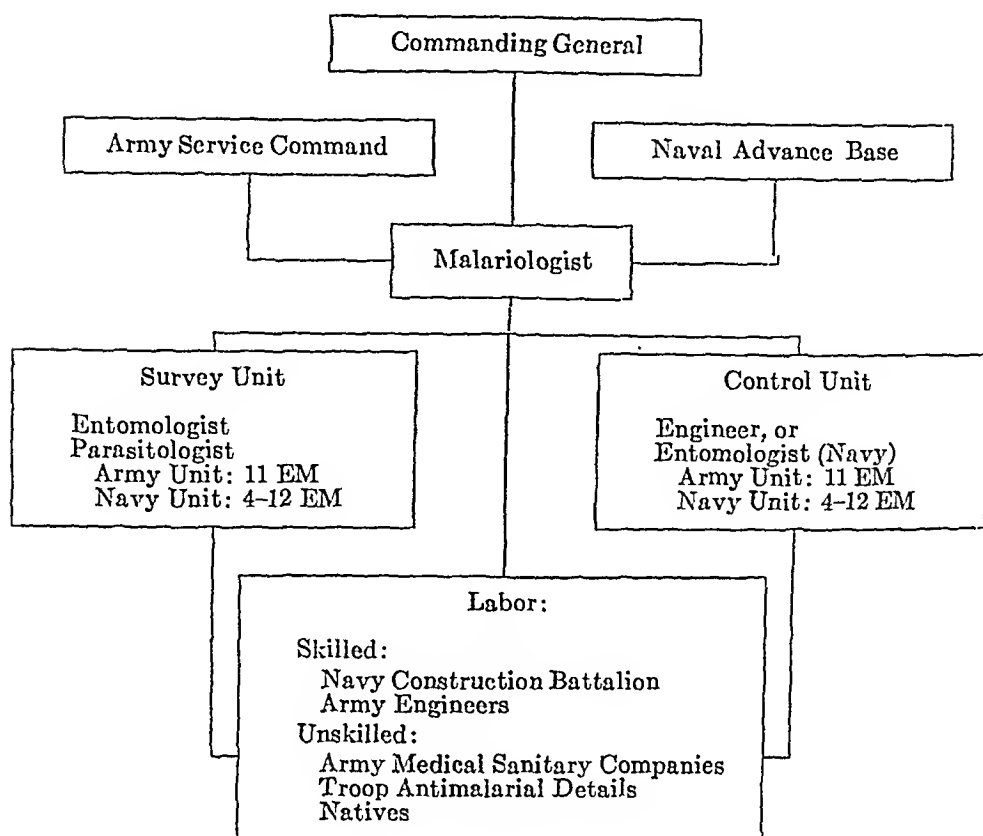 Commanding General
Army Service Command
Naval Advance Base
Malariologist
Survey Unit
Entomologist
Parasitologist
Army Unit: 11 EM
Navy Unit: 4–12 EM
Control Unit
Engineer, or
Entomologist (Navy)
Army Unit: 11 EM
Navy Unit: 4–12 EM
Labor:
Skilled:
Navy Construction Battalion
Army Engineers
Unskilled:
Army Medical Sanitary Companies
Troop Antimalarial Details
Natives